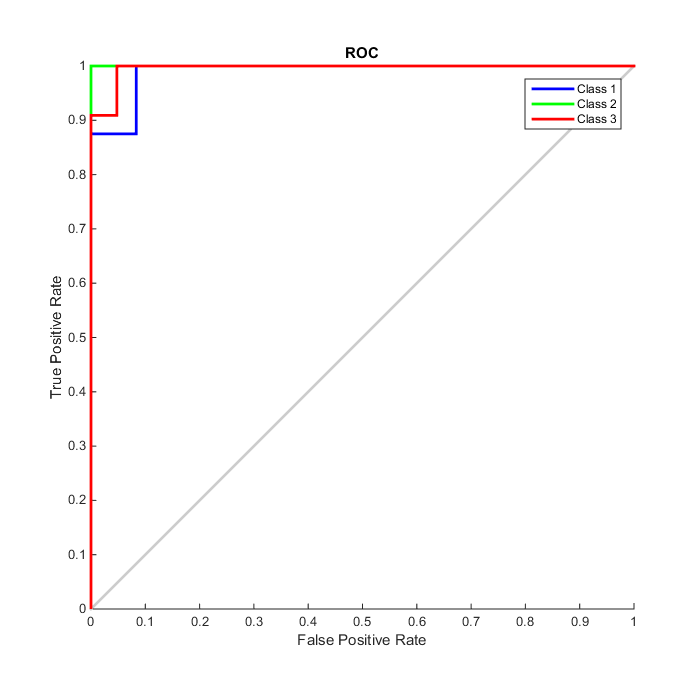 ROC
1
0.9
0.8
0.7
0.6
0.5
0.4
0.3
0.2
0.1
0
True Positive Rate
Class 1
Class 2
Class 3
0 0.1 0.2 0.3 0.4 0.5 0.6 0.7 0.8 0.9 1
False Positive Rate